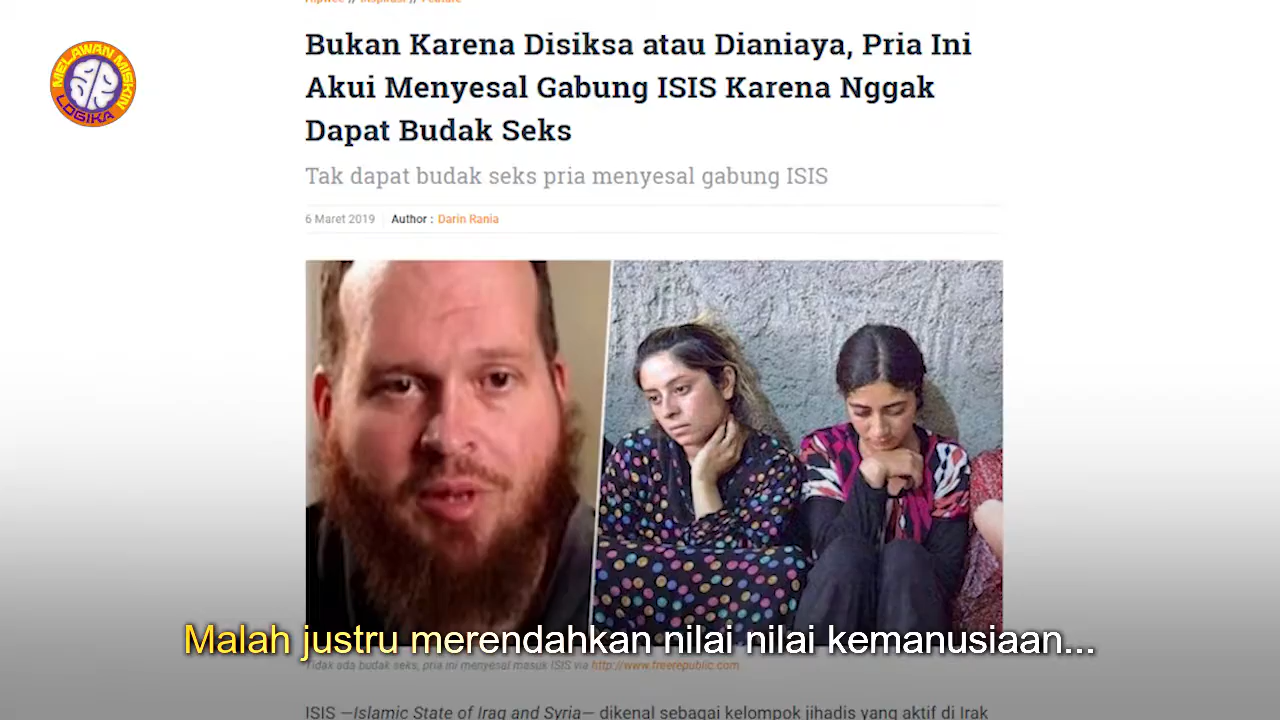 Hipwee // Inspirasi // Feature
Bukan Karena Disiksa atau Dianiaya, Pria Ini
Akui Menyesal Gabung ISIS Karena Nggak
Dapat Budak Seks
Tak dapat budak seks pria menyesal gabung ISIS
6 Maret 2019
Author : Darin Rania
MELAWAN MISKIN
LOGIKA
Malah justru merendahkan nilai nilai kemanusiaan...
Tidak ada budak seks, pria ini menyesal masuk ISIS via http://www.freerepublic.com
ISIS —Islamic State of Iraq and Syria— dikenal sebagai kelompok jihadis yang aktif di Irak